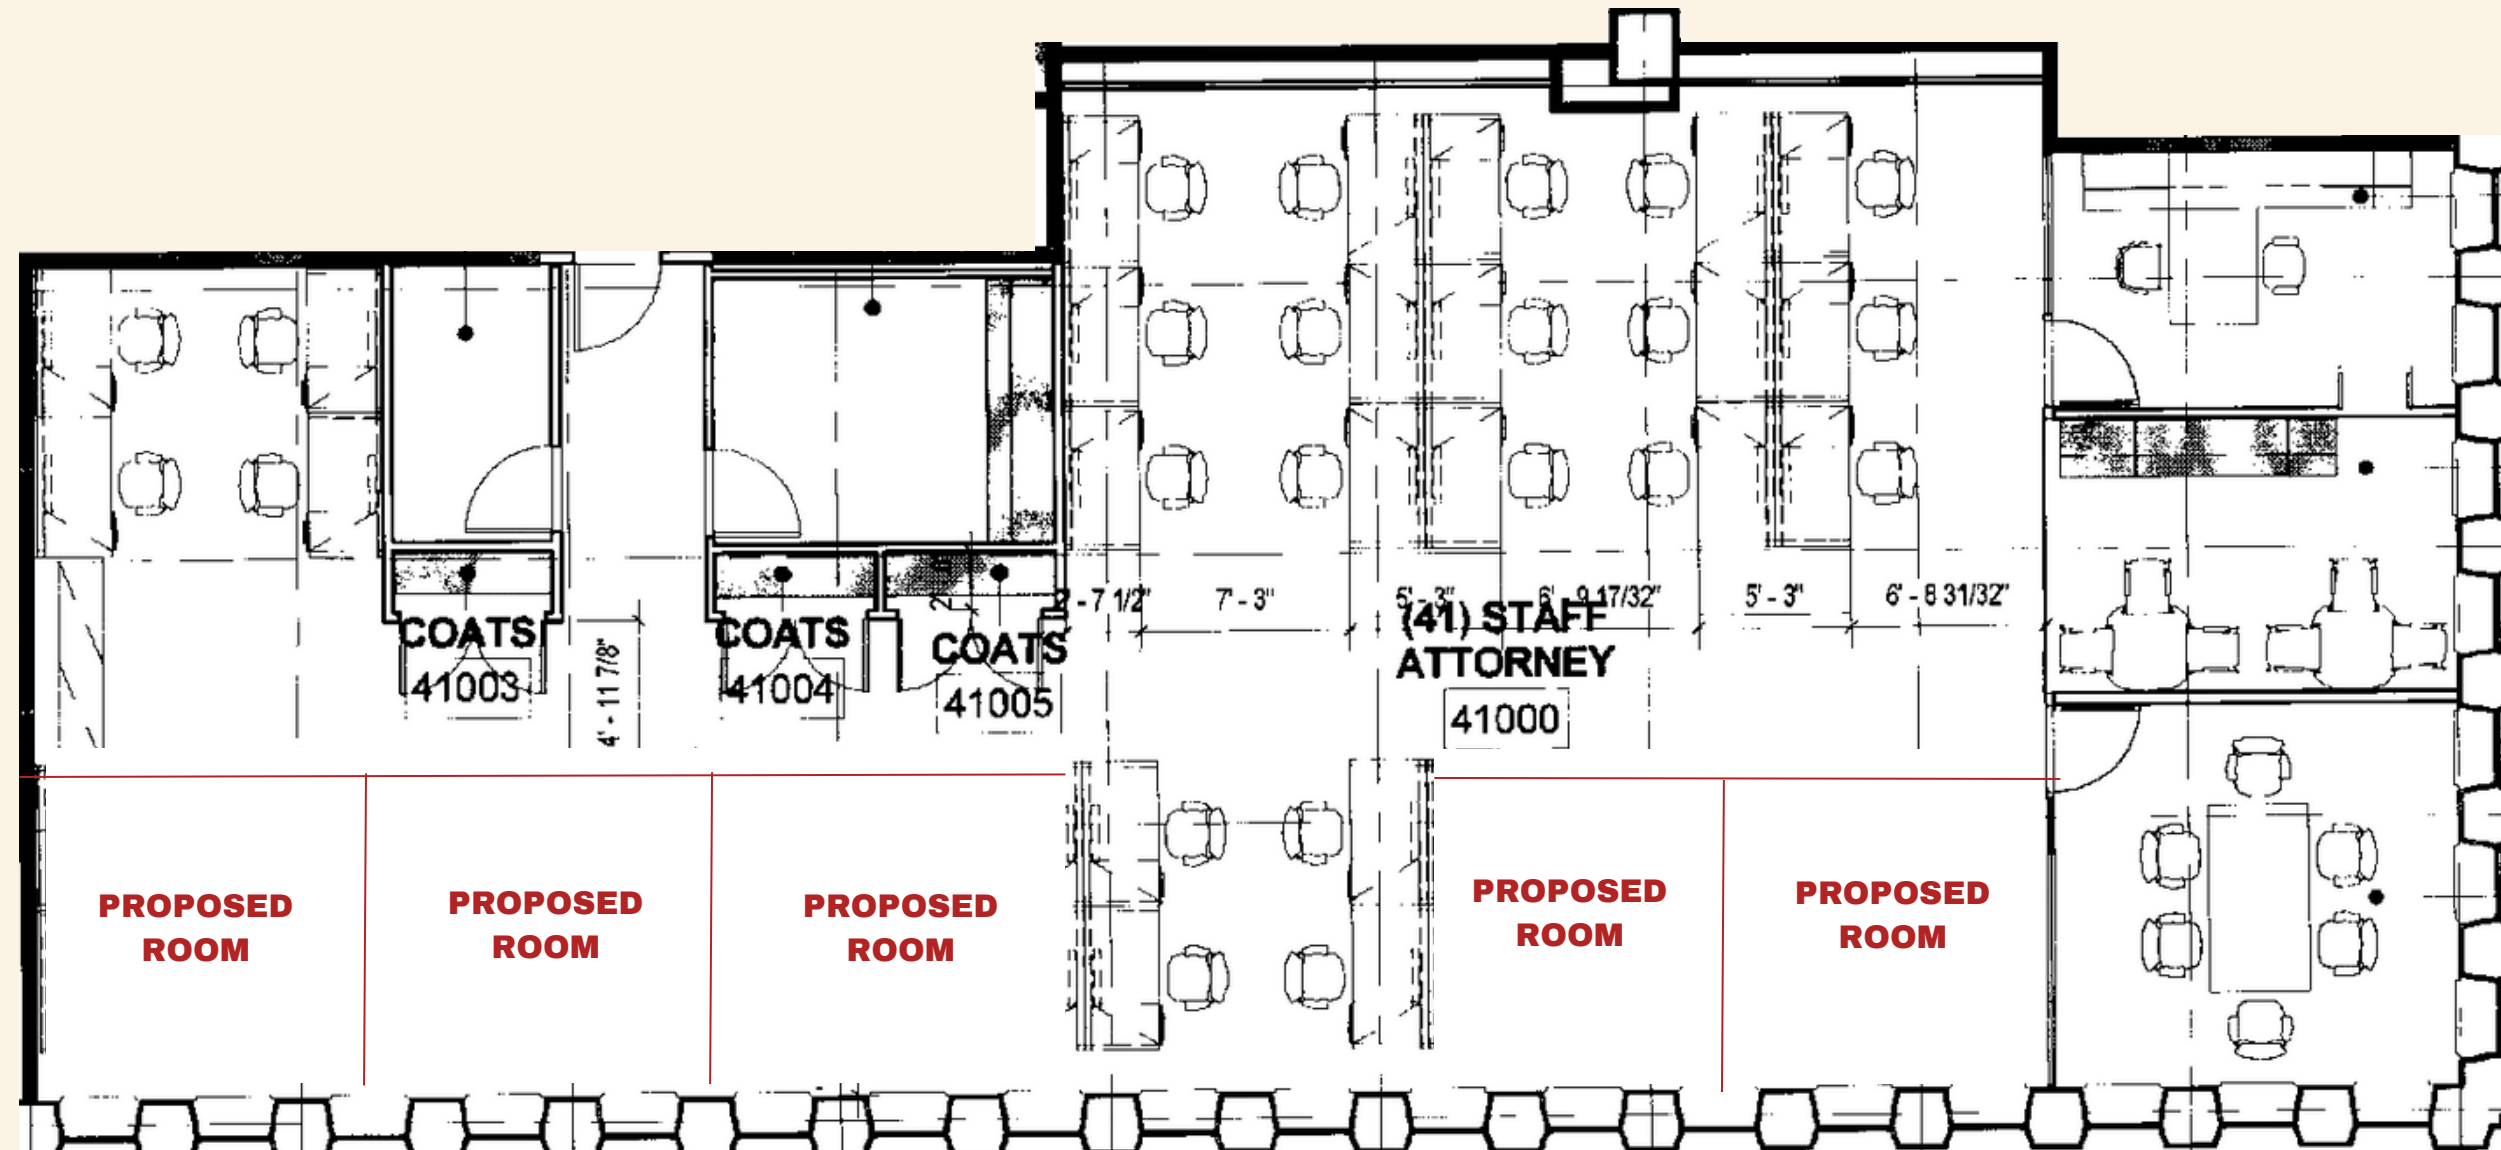 2' - 7 1/2"
7' - 3"
5' - 3"
6' - 9 17/32"
5' - 3"
6' - 8 31/32"
(41) STAFF
ATTORNEY
41000
COATS
41003
4' - 11 7/8"
COATS
41004
COATS
41005
PROPOSED
ROOM
PROPOSED
ROOM
PROPOSED
ROOM
PROPOSED
ROOM
PROPOSED
ROOM